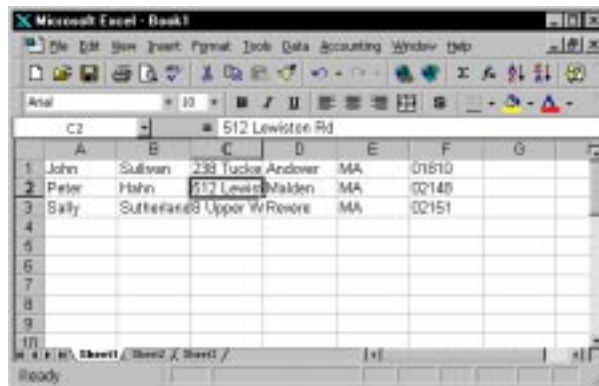 Microsoft Excel - Book1
File Edit View Insert Format Tools Data Accounting Window Help
Arial 10 B I U $
C2 = 512 Lewiston Rd
A B C D E F G
1 John Sullivan 238 Tucker Andover MA 01810
2 Peter Hahn 512 Lewist Malden MA 02148
3 Sally Sutherland 8 Upper W Revere MA 02151
4
5
6
7
8
9
10
Sheet1 Sheet2 Sheet3
Ready